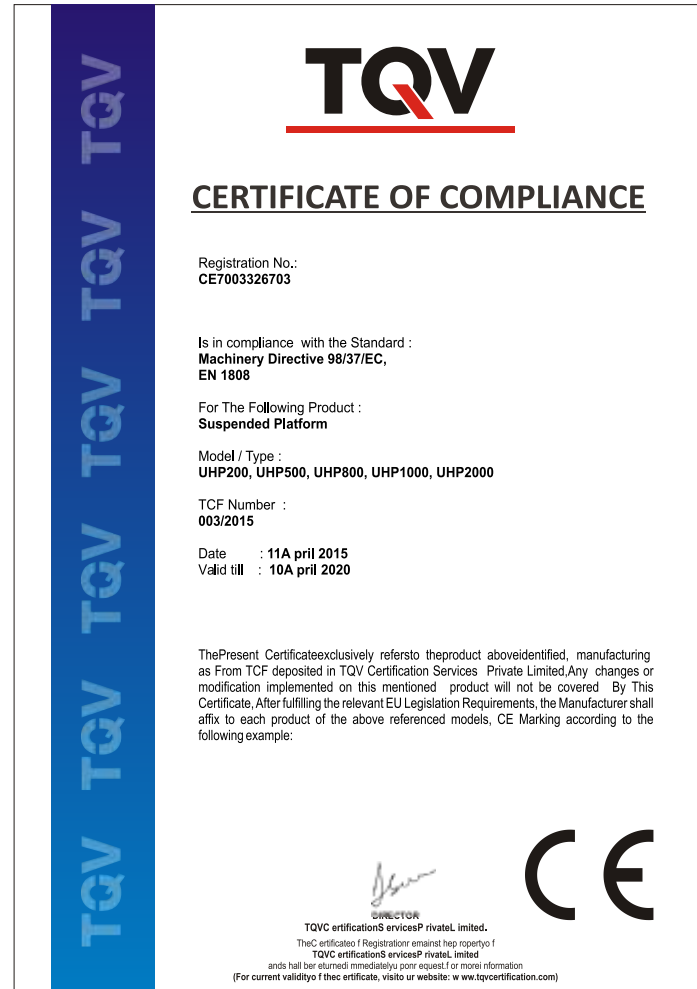 TQV
CERTIFICATE OF COMPLIANCE
Registration No.:
CE7003326703
Is in compliance with the Standard :
Machinery Directive 98/37/EC,
EN 1808
For The Following Product :
Suspended Platform
Model / Type :
UHP200, UHP500, UHP800, UHP1000, UHP2000
TCF Number :
003/2015
Date : 11A pril 2015
Valid till : 10A pril 2020
ThePresent Certificateexclusively refersto theproduct aboveidentified, manufacturing
as From TCF deposited in TQV Certification Services Private Limited,Any changes or
modification implemented on this mentioned product will not be covered By This
Certificate, After fulfilling the relevant EU Legislation Requirements, the Manufacturer shall
affix to each product of the above referenced models, CE Marking according to the
following example:
CE
DIRECTOR
TQVC ertificationS ervicesP rivateL imited.
TheC ertificateo f Registrationr emainst hep ropertyo f
TQVC ertificationS ervicesP rivateL imited
ands hall ber eturnedi mmediatelyu ponr equest.f or morei nformation
(For current validityo f thec ertificate, visito ur website: w ww.tqvcertification.com)
TQV TQV TQV TQV TQV TQV